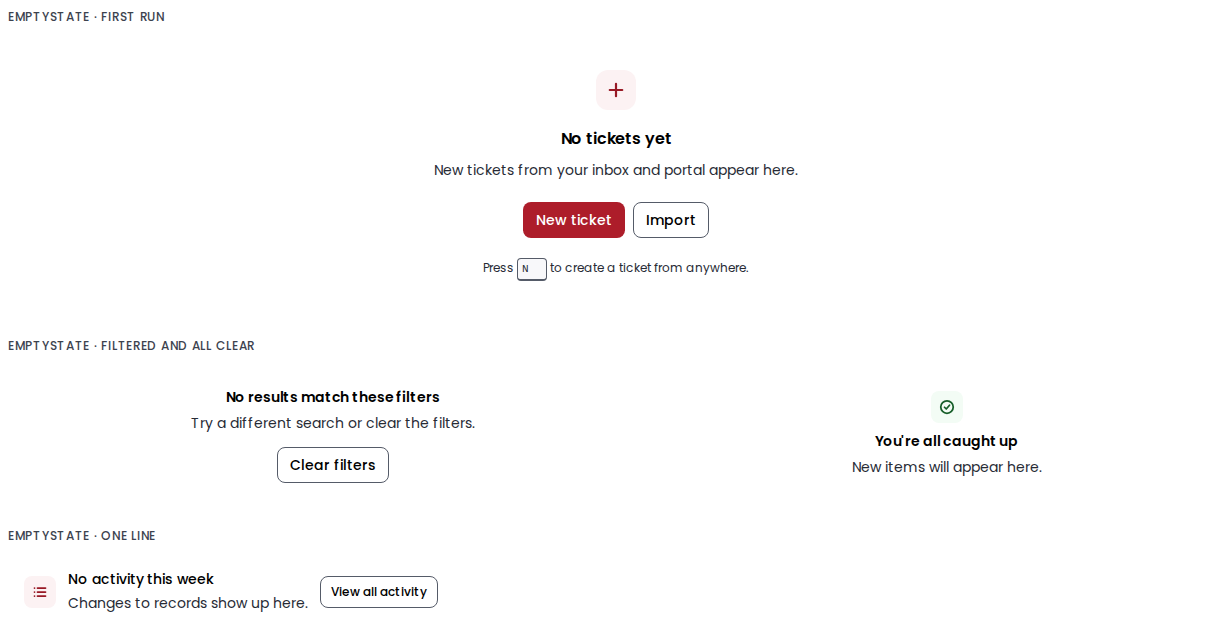 EMPTYSTATE · FIRST RUN
No tickets yet
New tickets from your inbox and portal appear here.
New ticket Import
Press N to create a ticket from anywhere.
EMPTYSTATE · FILTERED AND ALL CLEAR
No results match these filters
Try a different search or clear the filters.
Clear filters
You're all caught up
New items will appear here.
EMPTYSTATE · ONE LINE
No activity this week
Changes to records show up here.
View all activity